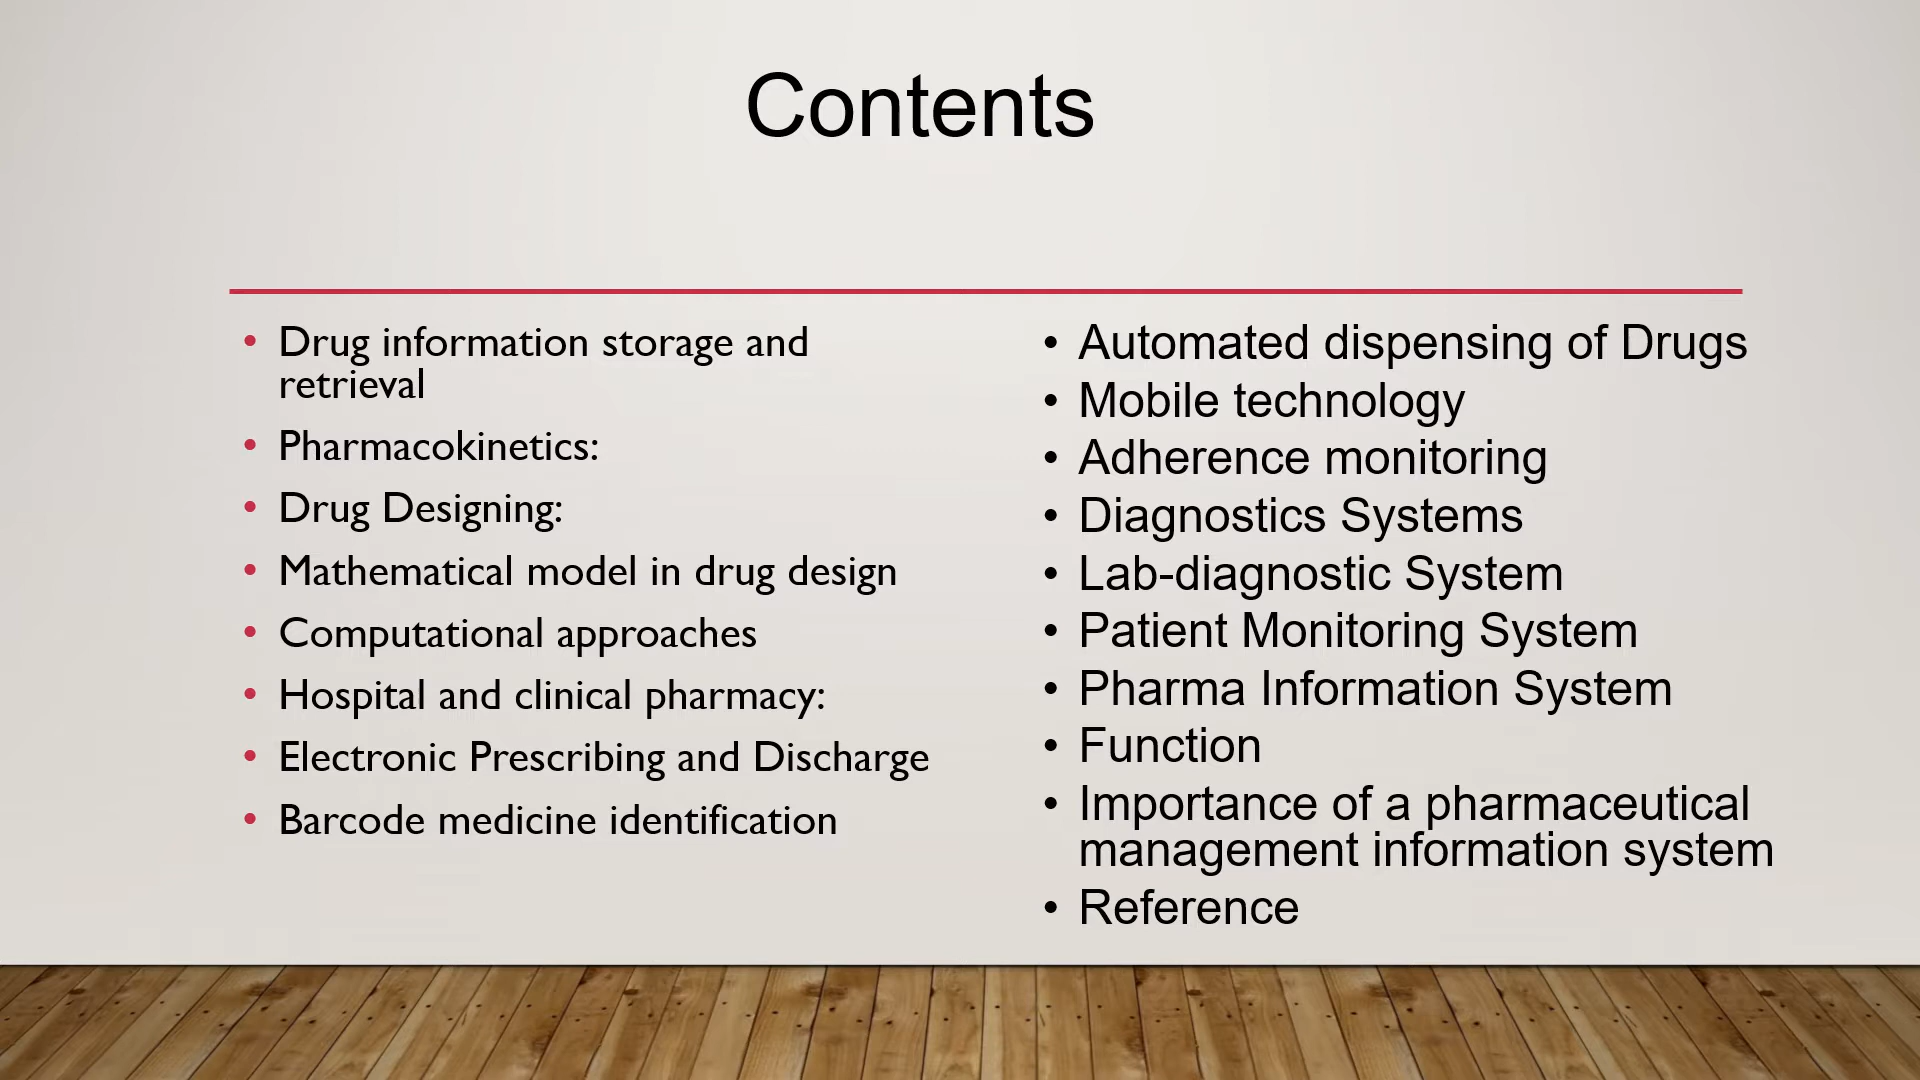 Contents
• Drug information storage and
retrieval
• Pharmacokinetics:
• Drug Designing:
• Mathematical model in drug design
• Computational approaches
• Hospital and clinical pharmacy:
• Electronic Prescribing and Discharge
• Barcode medicine identification
• Automated dispensing of Drugs
• Mobile technology
• Adherence monitoring
• Diagnostics Systems
• Lab-diagnostic System
• Patient Monitoring System
• Pharma Information System
• Function
• Importance of a pharmaceutical
management information system
• Reference